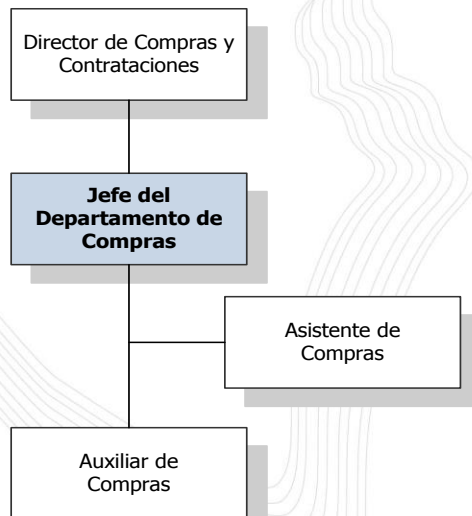 Director de Compras y
Contrataciones
Jefe del
Departamento de
Compras
Asistente de
Compras
Auxiliar de
Compras